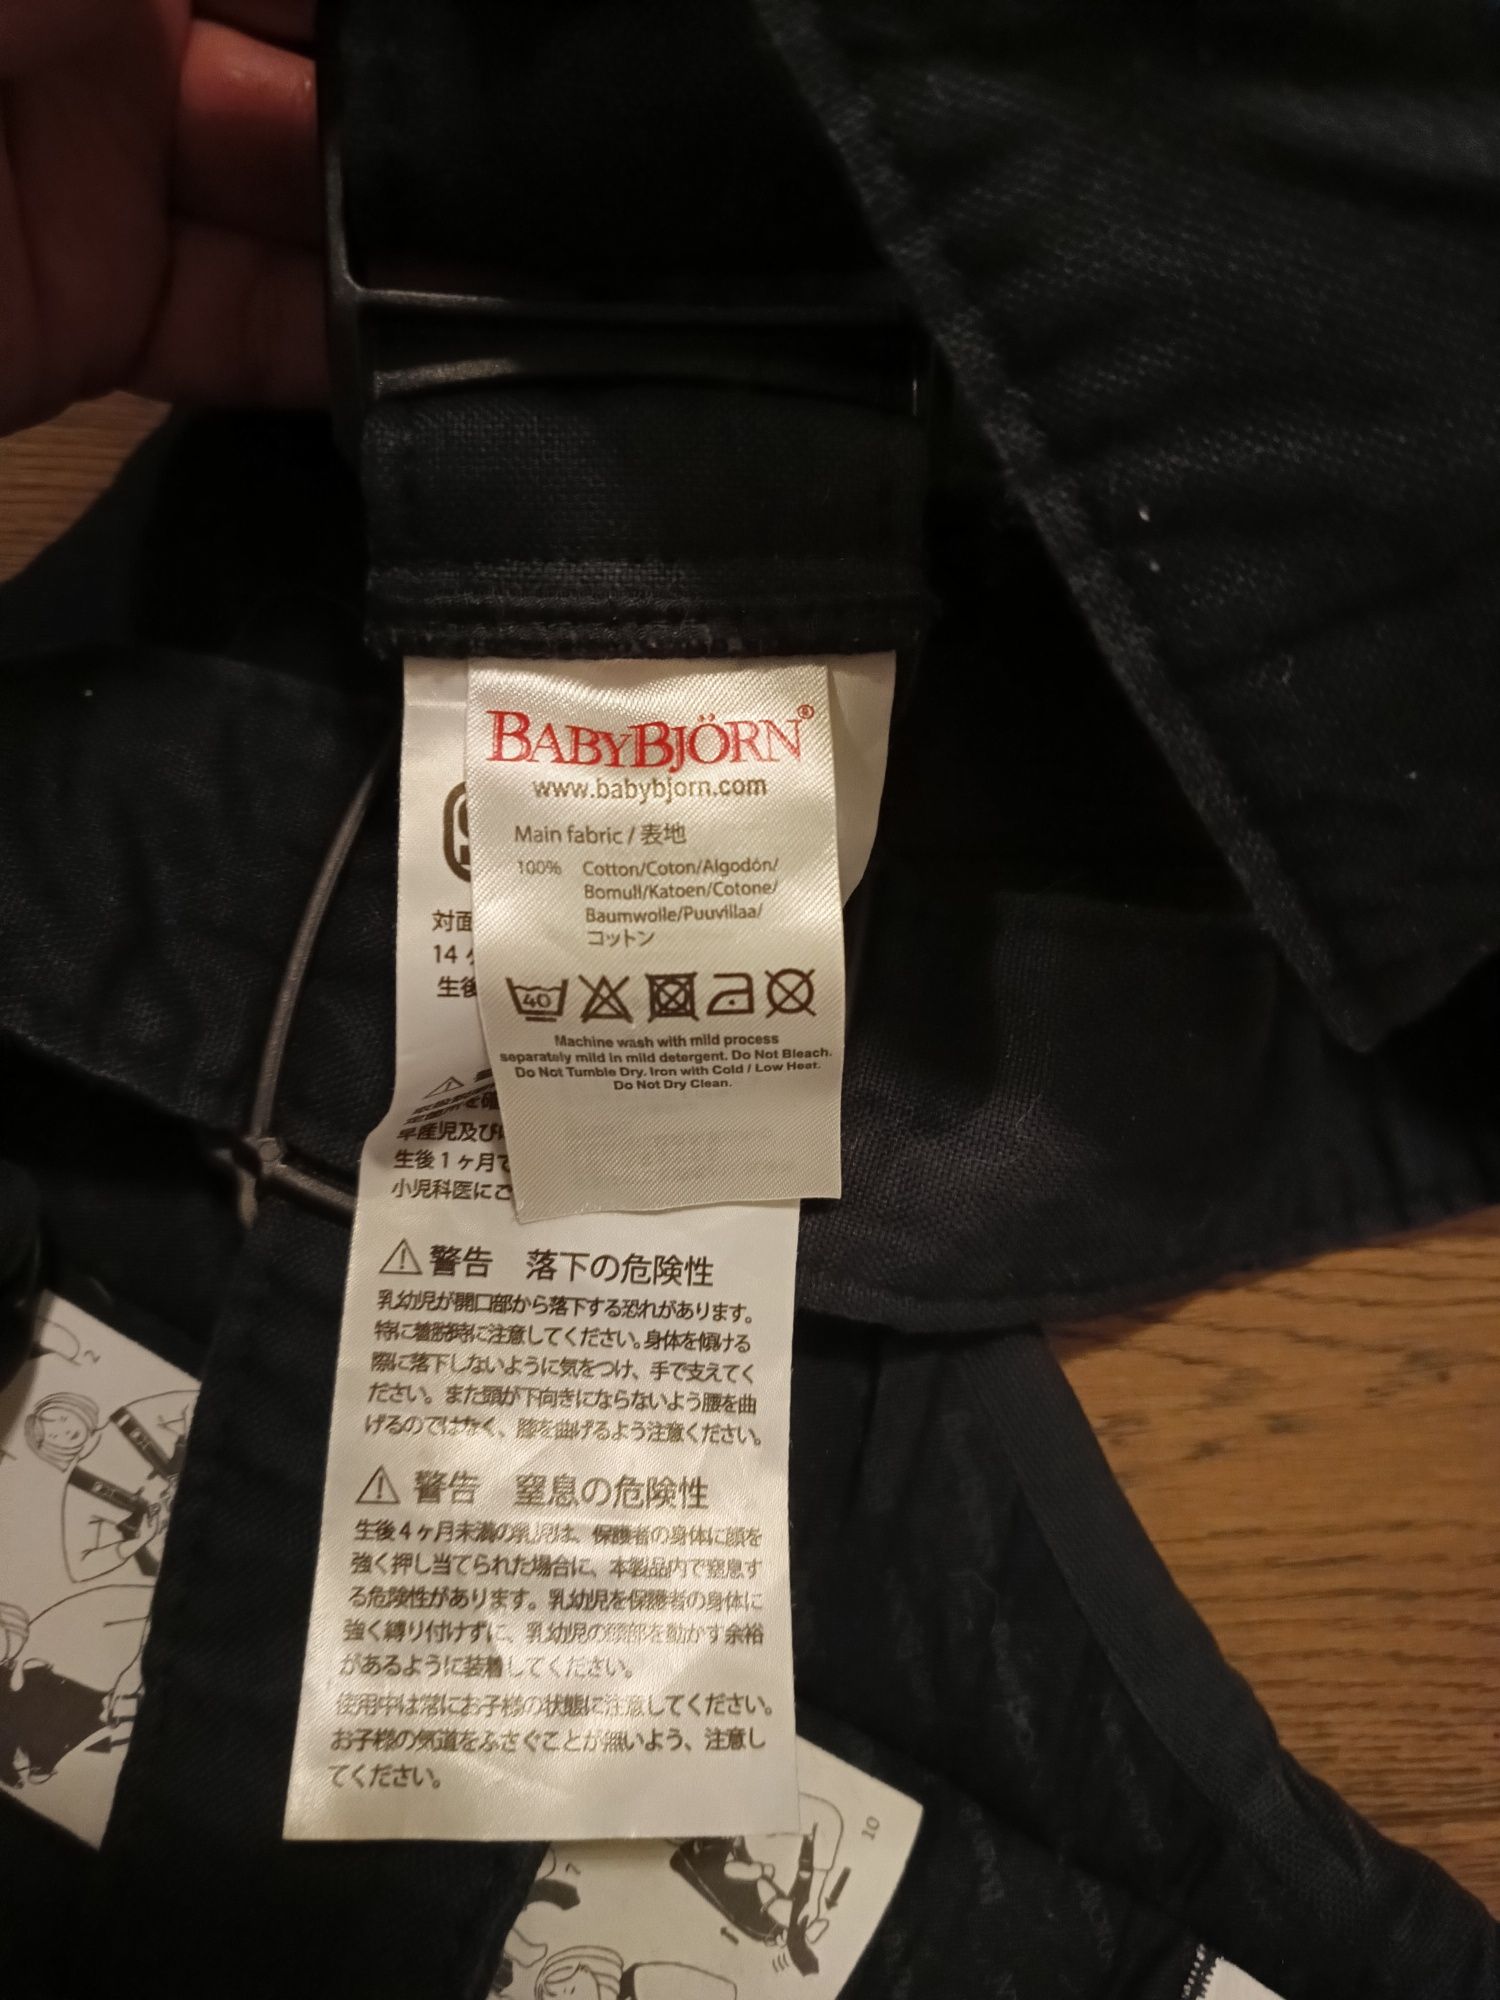 BABYBJÖRN®
www.babybjorn.com
Main fabric / 表地
100% Cotton/Coton/Algodón/
Bomull/Katoen/Cotone/
Baumwolle/Puuvillaa/
コットン
40
Machine wash with mild process
separately mild in mild detergent. Do Not Bleach.
Do Not Tumble Dry. Iron with Cold / Low Heat.
Do Not Dry Clean.
対面
14ヶ
生後
早産児及び
生後1ヶ月で
小児科医にご
⚠警告 落下の危険性
乳幼児が開口部から落下する恐れがあります。
特に着脱時に注意してください。身体を傾ける
際に落下しないように気をつけ、手で支えてく
ださい。また頭が下向きにならないよう腰を曲
げるのではなく、膝を曲げるよう注意ください。
⚠警告 窒息の危険性
生後4ヶ月未満の乳児は、保護者の身体に顔を
強く押し当てられた場合に、本製品内で窒息す
る危険性があります。乳幼児を保護者の身体に
強く縛り付けずに、乳幼児の頭部を動かす余裕
があるように装着してください。
使用中は常にお子様の状態に注意してください。
お子様の気道をふさぐことが無いよう、注意し
てください。
2
7
10